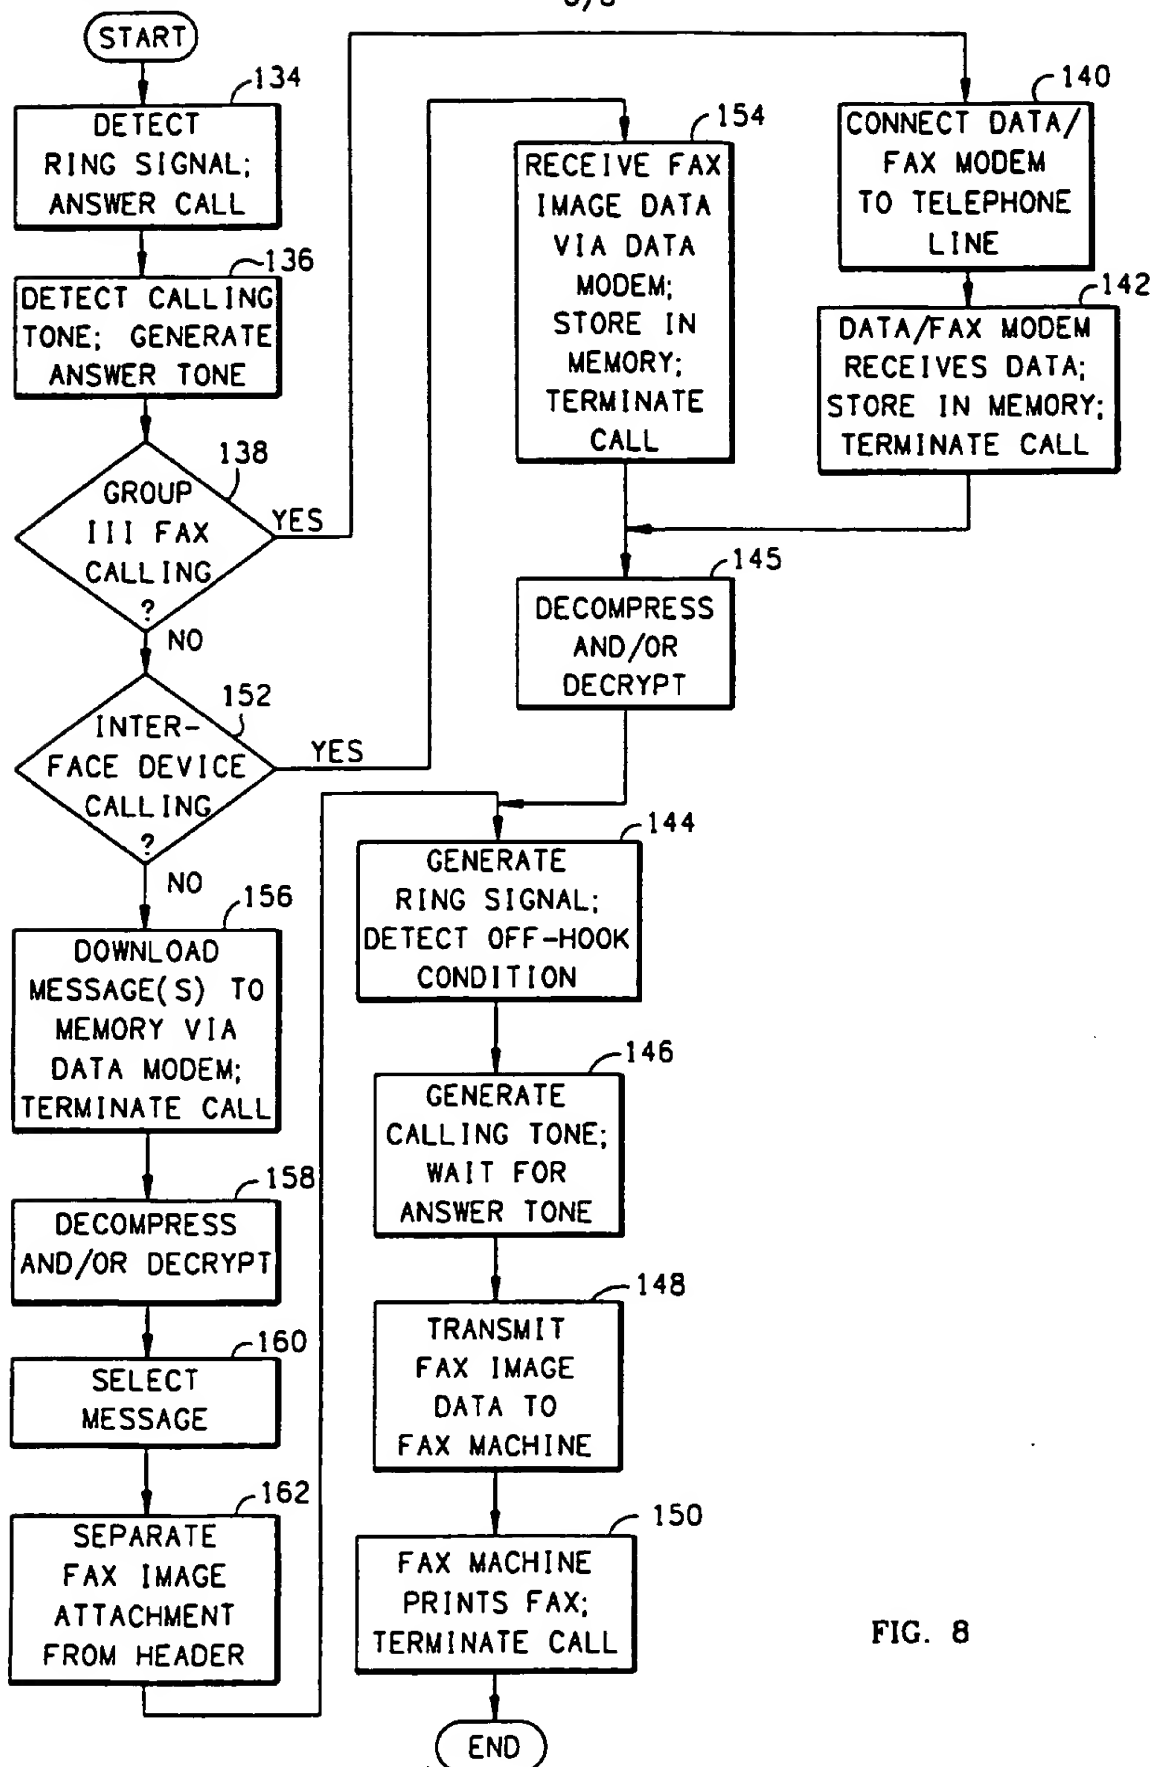 START
134
DETECT
RING SIGNAL;
ANSWER CALL
136
DETECT CALLING
TONE; GENERATE
ANSWER TONE
138
GROUP
III FAX
CALLING
?
YES
NO
152
INTER-
FACE DEVICE
CALLING
?
YES
NO
156
DOWNLOAD
MESSAGE(S) TO
MEMORY VIA
DATA MODEM;
TERMINATE CALL
158
DECOMPRESS
AND/OR DECRYPT
160
SELECT
MESSAGE
162
SEPARATE
FAX IMAGE
ATTACHMENT
FROM HEADER
154
RECEIVE FAX
IMAGE DATA
VIA DATA
MODEM;
STORE IN
MEMORY;
TERMINATE
CALL
140
CONNECT DATA/
FAX MODEM
TO TELEPHONE
LINE
142
DATA/FAX MODEM
RECEIVES DATA;
STORE IN MEMORY;
TERMINATE CALL
145
DECOMPRESS
AND/OR
DECRYPT
144
GENERATE
RING SIGNAL;
DETECT OFF-HOOK
CONDITION
146
GENERATE
CALLING TONE;
WAIT FOR
ANSWER TONE
148
TRANSMIT
FAX IMAGE
DATA TO
FAX MACHINE
150
FAX MACHINE
PRINTS FAX;
TERMINATE CALL
END
FIG. 8